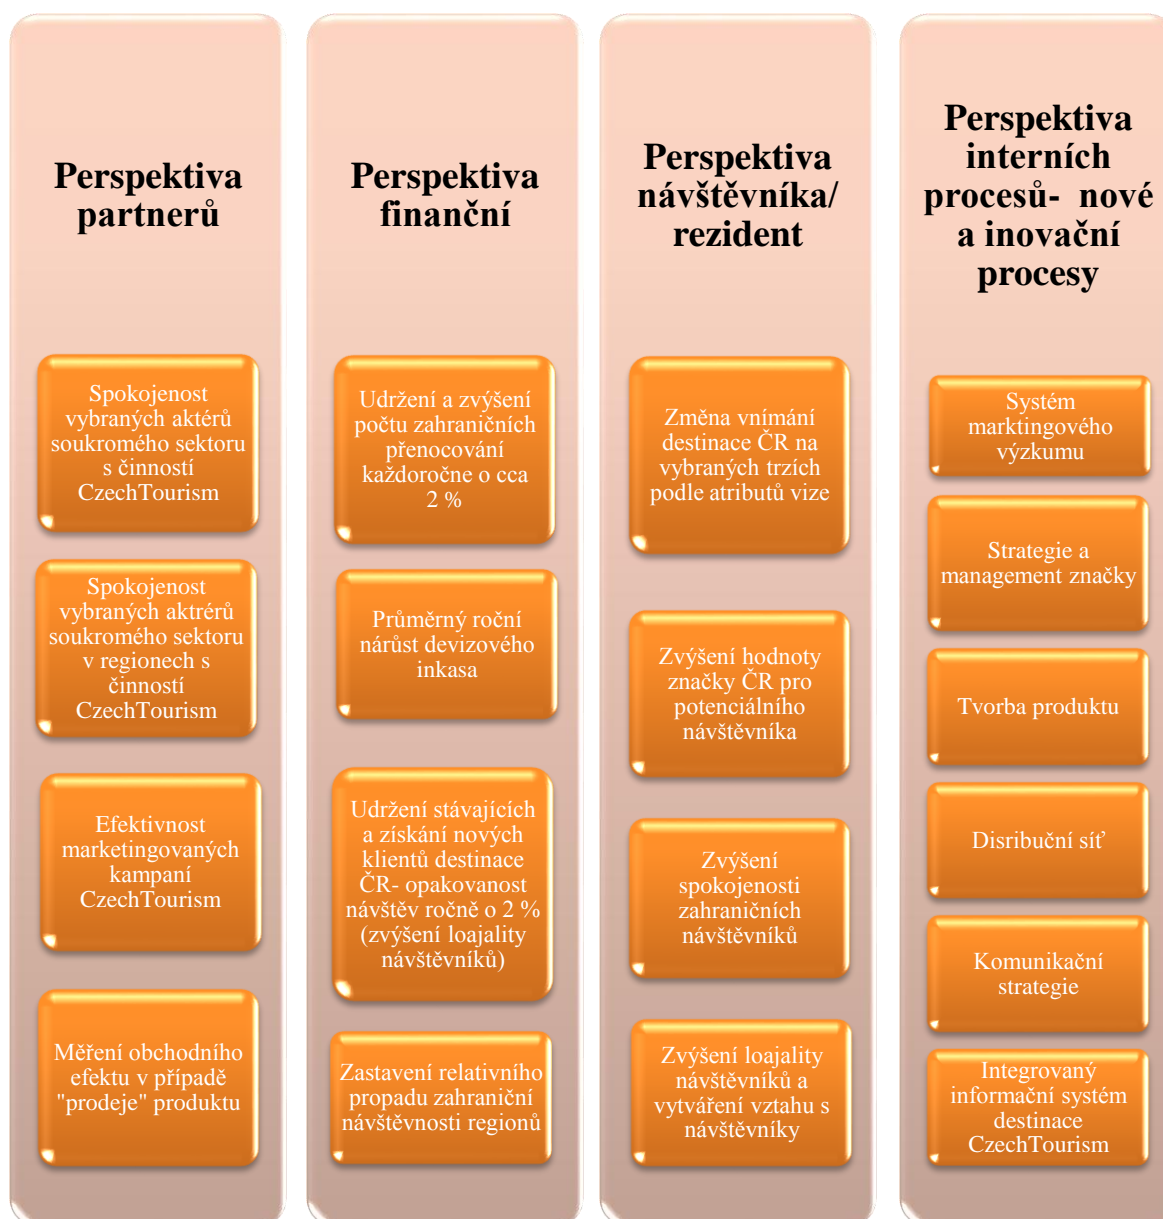 Perspektiva
partnerů
Spokojenost
vybraných aktérů
soukromého sektoru
s činností
CzechTourism
Spokojenost
vybraných aktrérů
soukromého sektoru
v regionech s
činností
CzechTourism
Efektivnost
marketingovaných
kampaní
CzechTourism
Měření obchodního
efektu v případě
"prodeje" produktu
Perspektiva
finanční
Udržení a zvýšení
počtu zahraničních
přenocování
každoročne o cca
2 %
Průměrný roční
nárůst devizového
inkasa
Udržení stávajících
a získání nových
klientů destinace
ČR- opakovanost
návštěv ročně o 2 %
(zvýšení loajality
návštěvníků)
Zastavení relativního
propadu zahraniční
návštěvnosti regionů
Perspektiva
návštěvníka/
rezident
Změna vnímání
destinace ČR na
vybraných trzích
podle atributů vize
Zvýšení hodnoty
značky ČR pro
potenciálního
návštěvníka
Zvýšení
spokojenosti
zahraničních
návštěvníků
Zvýšení loajality
návštěvníků a
vytváření vztahu s
návštěvníky
Perspektiva
interních
procesů- nové
a inovační
procesy
Systém
marktingového
výzkumu
Strategie a
management značky
Tvorba produktu
Disribuční síť
Komunikační
strategie
Integrovaný
informační systém
destinace
CzechTourism